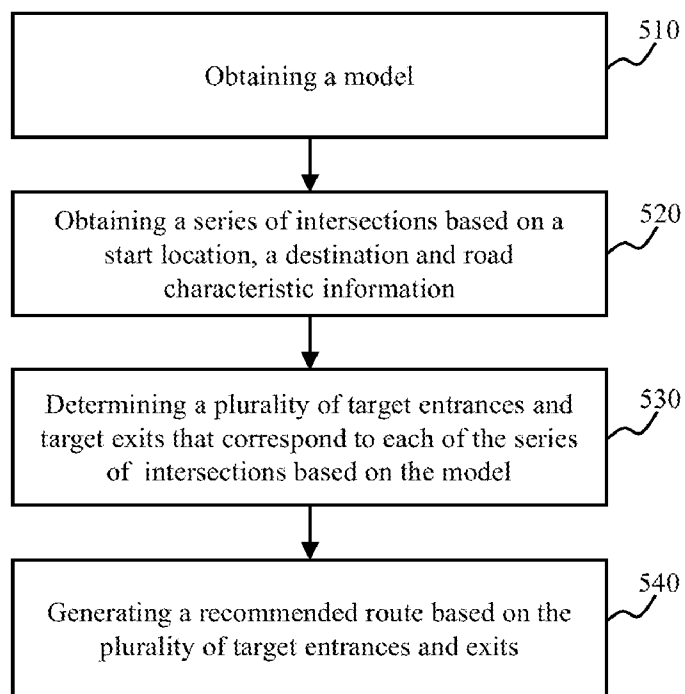 510
Obtaining a model
520
Obtaining a series of intersections based on a
start location, a destination and road
characteristic information
530
Determining a plurality of target entrances and
target exits that correspond to each of the series
of intersections based on the model
540
Generating a recommended route based on the
plurality of target entrances and exits